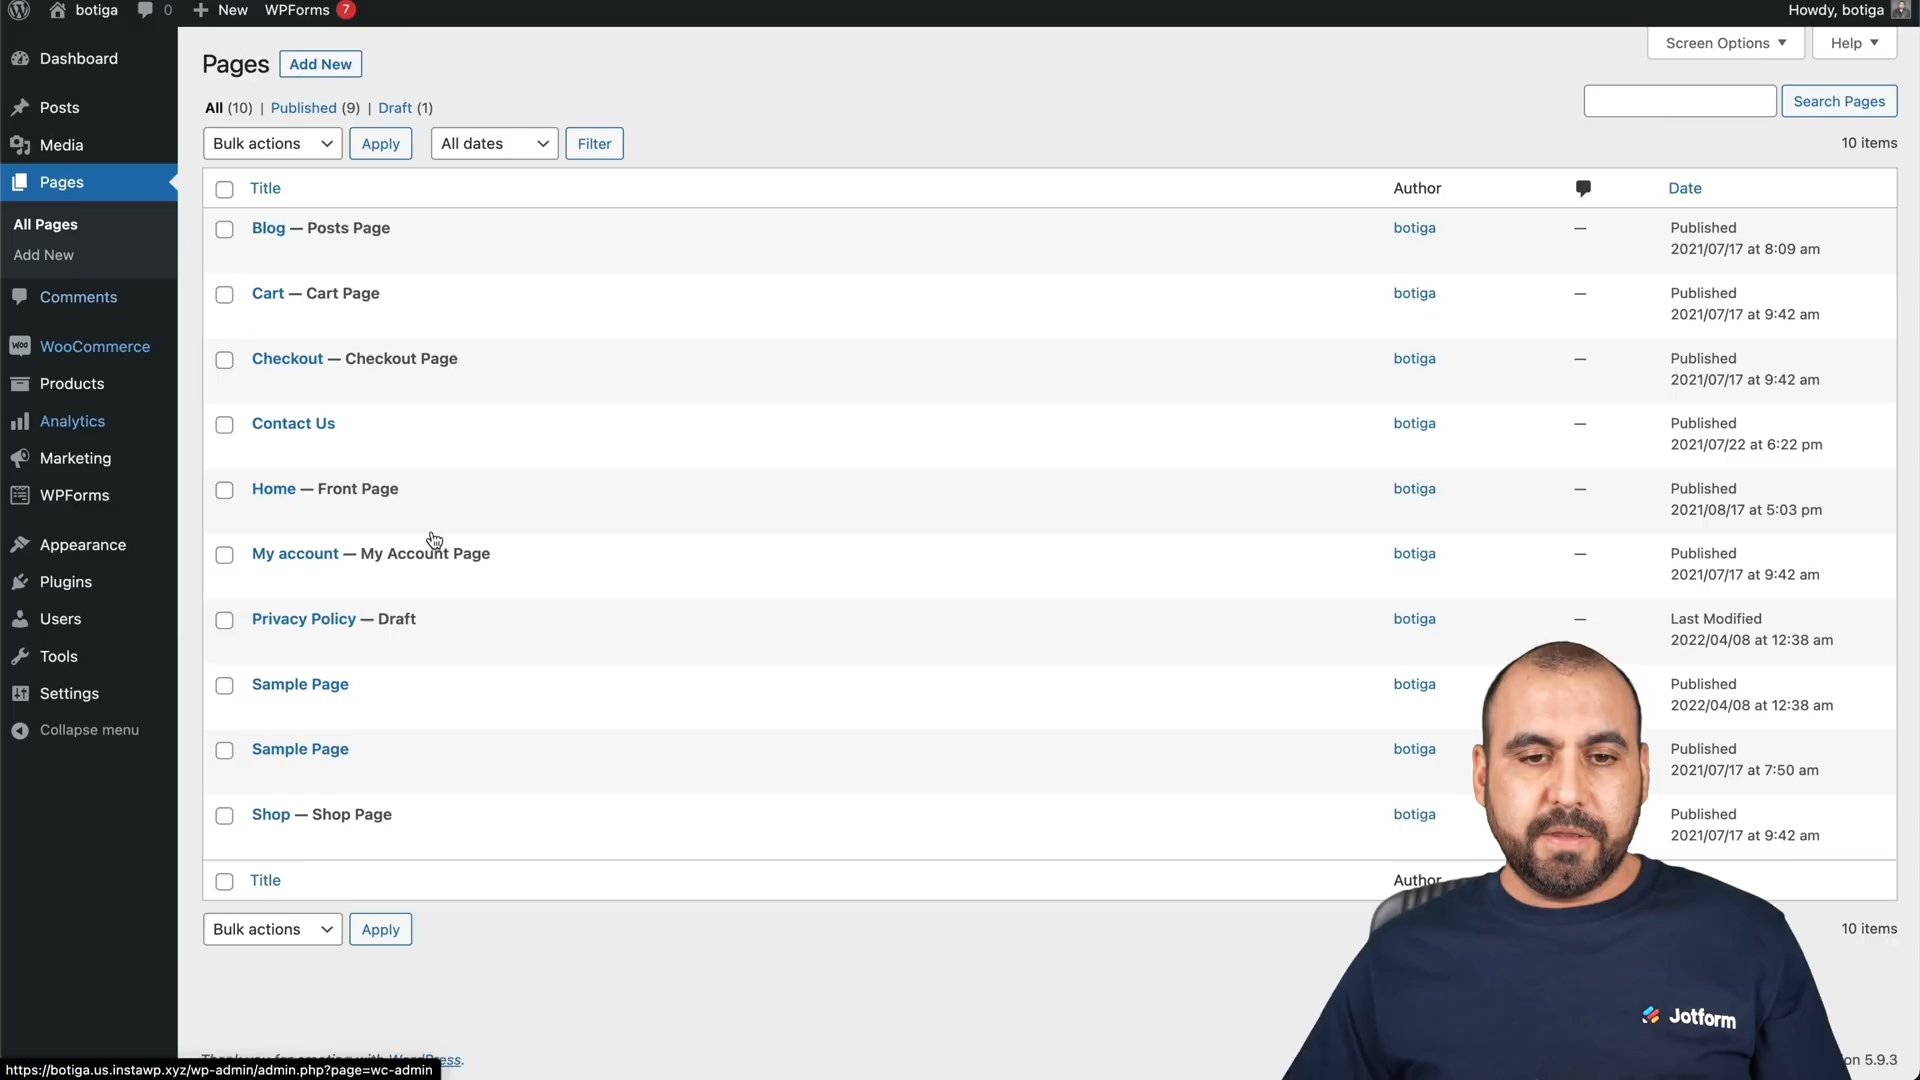 botiga 0 New WPForms 7 Howdy, botiga
Screen Options Help
Dashboard
Posts
Media
Pages
All Pages
Add New
Comments
WooCommerce
Products
Analytics
Marketing
WPForms
Appearance
Plugins
Users
Tools
Settings
Collapse menu
Pages Add New
All (10) | Published (9) | Draft (1)
Search Pages
Bulk actions Apply All dates Filter 10 items
Title Author Date
Blog — Posts Page botiga — Published
2021/07/17 at 8:09 am
Cart — Cart Page botiga — Published
2021/07/17 at 9:42 am
Checkout — Checkout Page botiga — Published
2021/07/17 at 9:42 am
Contact Us botiga — Published
2021/07/22 at 6:22 pm
Home — Front Page botiga — Published
2021/08/17 at 5:03 pm
My account — My Account Page botiga — Published
2021/07/17 at 9:42 am
Privacy Policy — Draft botiga — Last Modified
2022/04/08 at 12:38 am
Sample Page botiga Published
2022/04/08 at 12:38 am
Sample Page botiga Published
2021/07/17 at 7:50 am
Shop — Shop Page botiga Published
2021/07/17 at 9:42 am
Title Author
Bulk actions Apply 10 items
Jotform
Thank you for creating with WordPress. on 5.9.3
https://botiga.us.instawp.xyz/wp-admin/admin.php?page=wc-admin
woo